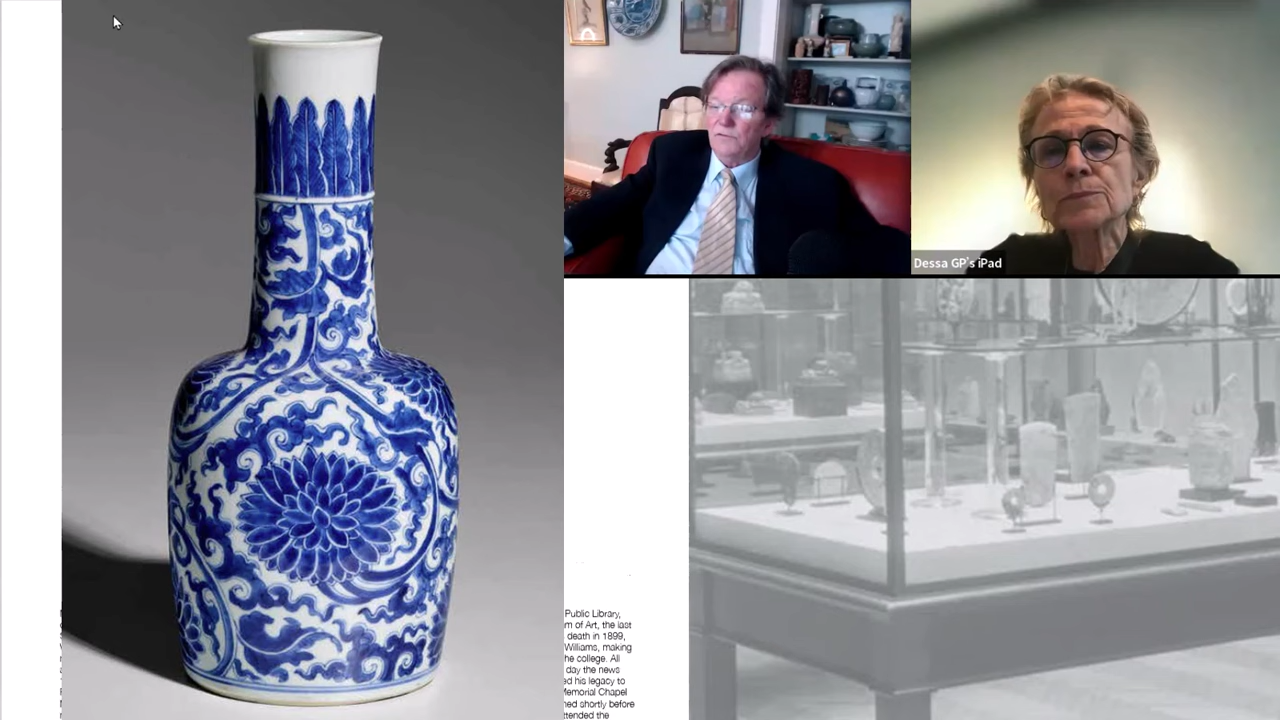 Dessa GP's iPad
Public Library,
m of Art, the last
death in 1899,
Williams, making
he college. All
day the news
ed his legacy to
Memorial Chapel
ned shortly before
ttended the